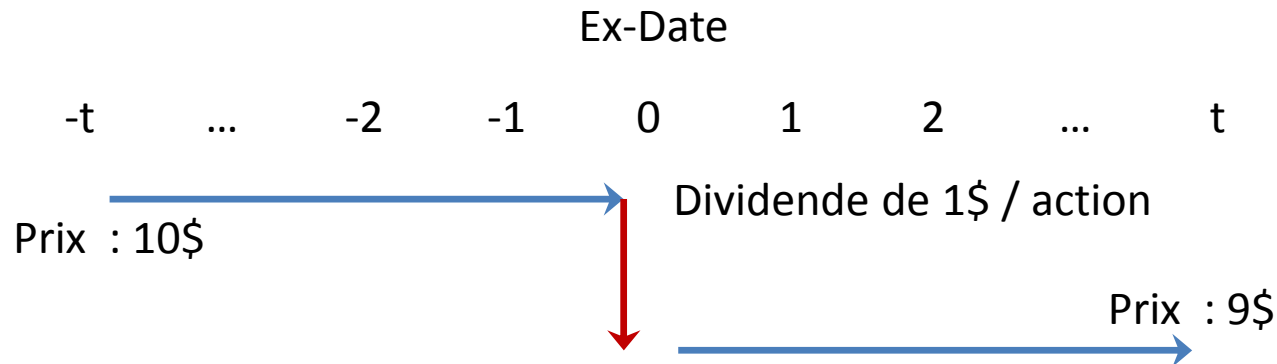 Ex-Date
-t ... -2 -1 0 1 2 ... t
Dividende de 1$ / action
Prix : 10$
Prix : 9$